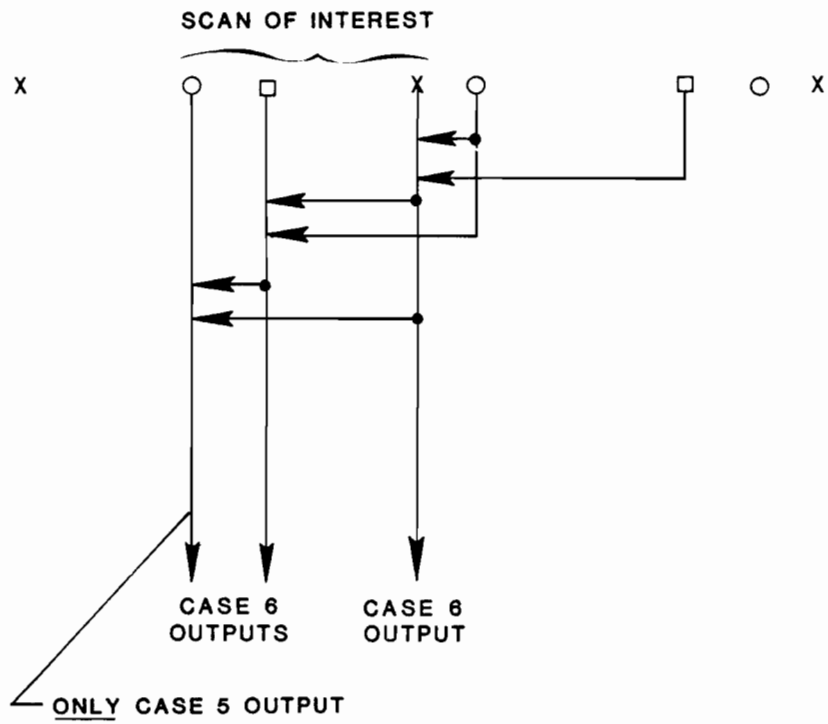 SCAN OF INTEREST
X X X
CASE 6
OUTPUTS
CASE 6
OUTPUT
ONLY CASE 5 OUTPUT